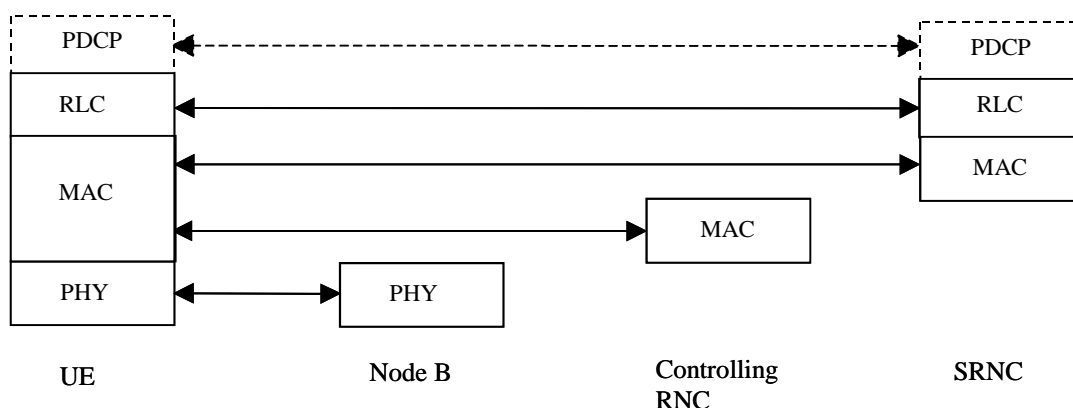 PDCP
PDCP
RLC
RLC
MAC
MAC
MAC
PHY
PHY
UE
Node B
Controlling
RNC
SRNC